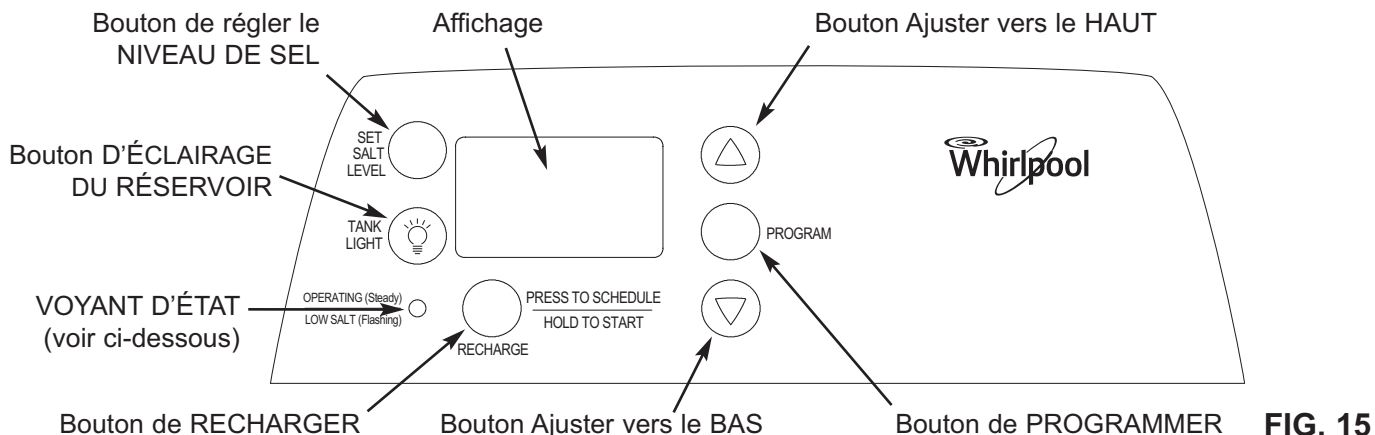 Bouton de régler le
NIVEAU DE SEL
Affichage
Bouton Ajuster vers le HAUT
SET
SALT
LEVEL
Whirlpool
Bouton D'ÉCLAIRAGE
DU RÉSERVOIR
TANK
LIGHT
PROGRAM
VOYANT D'ÉTAT
(voir ci-dessous)
OPERATING (Steady)
LOW SALT (Flashing)
PRESS TO SCHEDULE
HOLD TO START
RECHARGE
Bouton de RECHARGER
Bouton Ajuster vers le BAS
Bouton de PROGRAMMER
FIG. 15